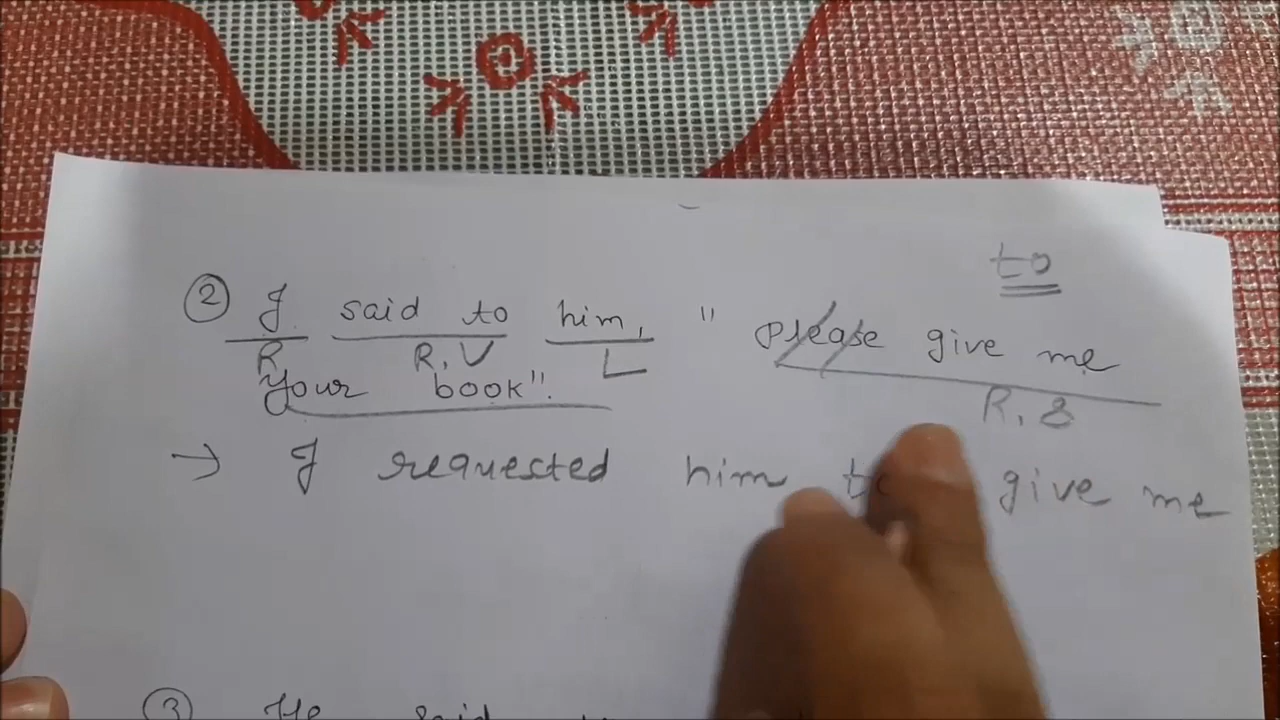 to
② I said to him, " please give me
R R, V L
your book".
R, S
→ I requested him to give me
③ He said